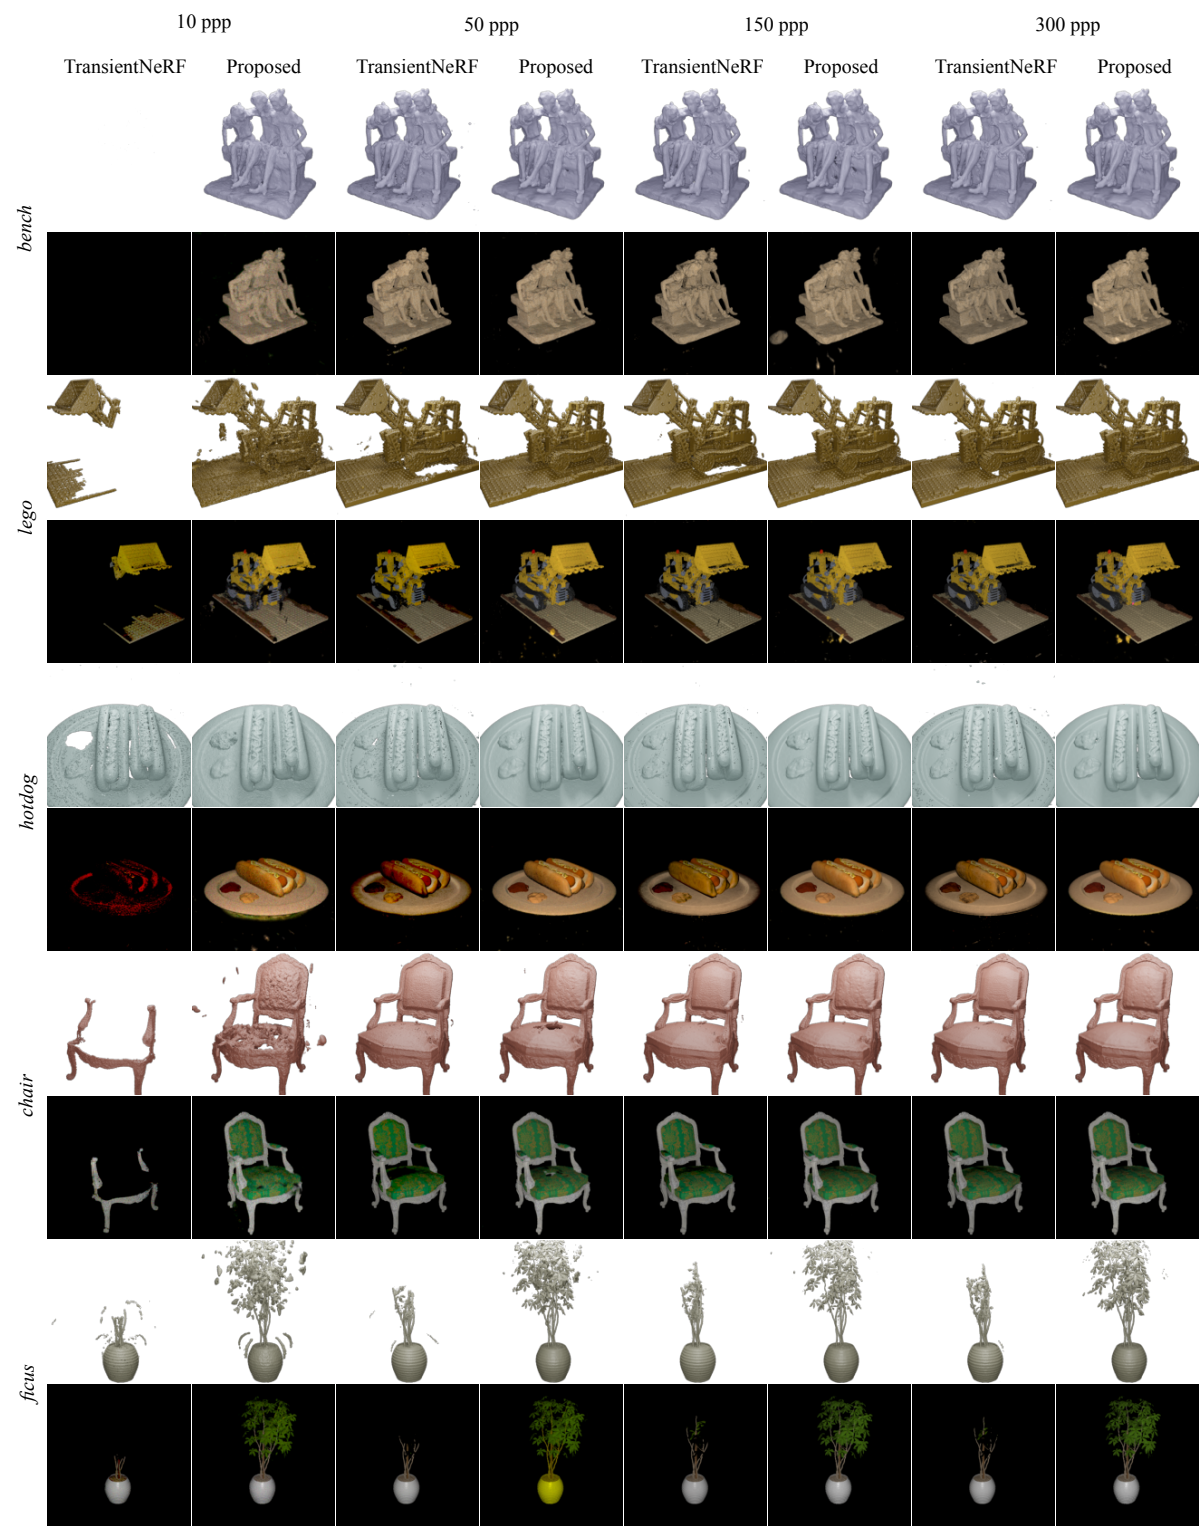 10 ppp 50 ppp 150 ppp 300 ppp
TransientNeRF Proposed TransientNeRF Proposed TransientNeRF Proposed TransientNeRF Proposed
bench
lego
hotdog
chair
ficus